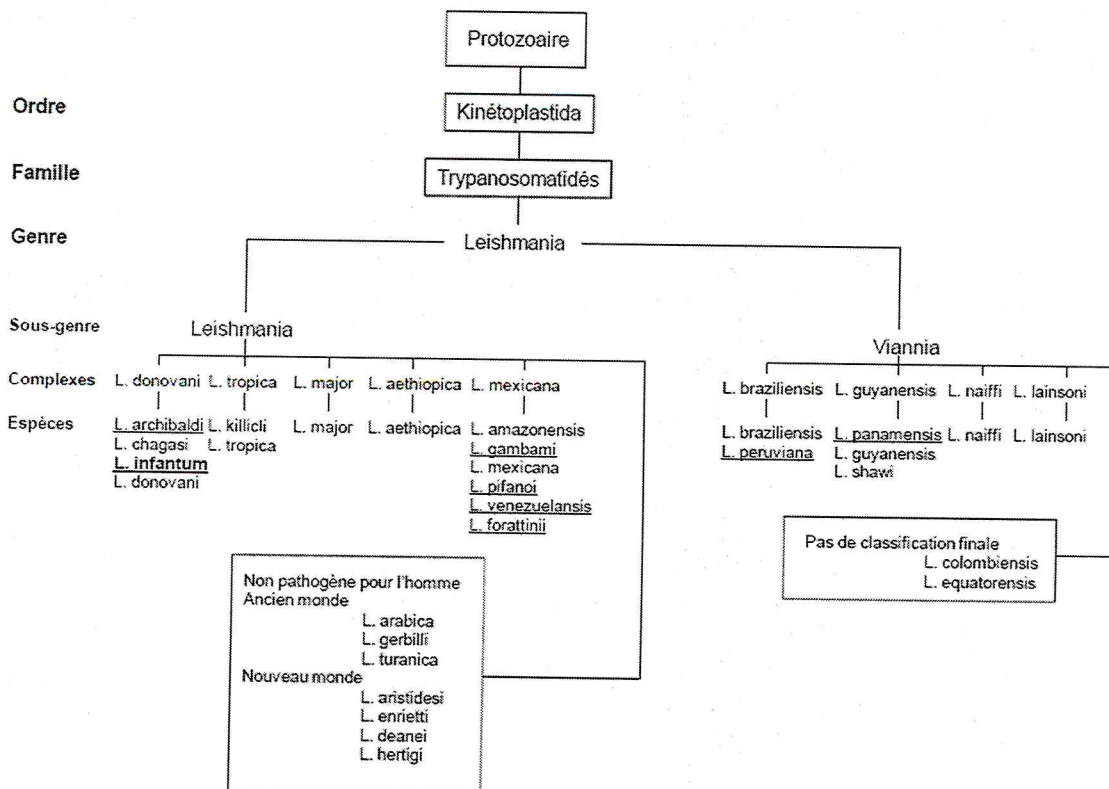 Protozoaire
Ordre
Kinétoplastida
Famille
Trypanosomatidés
Genre
Leishmania
Sous-genre
Leishmania
Viannia
Complexes L. donovani L. tropica L. major L. aethiopica L. mexicana L. braziliensis L. guyanensis L. naiffi L. lainsoni
Espèces L. archibaldi L. killicli L. major L. aethiopica L. amazonensis L. braziliensis L. panamensis L. naiffi L. lainsoni
L. chagasi L. tropica L. gambami L. peruviana L. guyanensis
L. infantum L. mexicana L. shawi
L. donovani L. pifanoi
L. venezuelansis
L. forattinii
Pas de classification finale
L. colombiensis
L. equatorensis
Non pathogène pour l'homme
Ancien monde
L. arabica
L. gerbilli
L. turanica
Nouveau monde
L. aristidesi
L. enrietti
L. deanei
L. hertigi